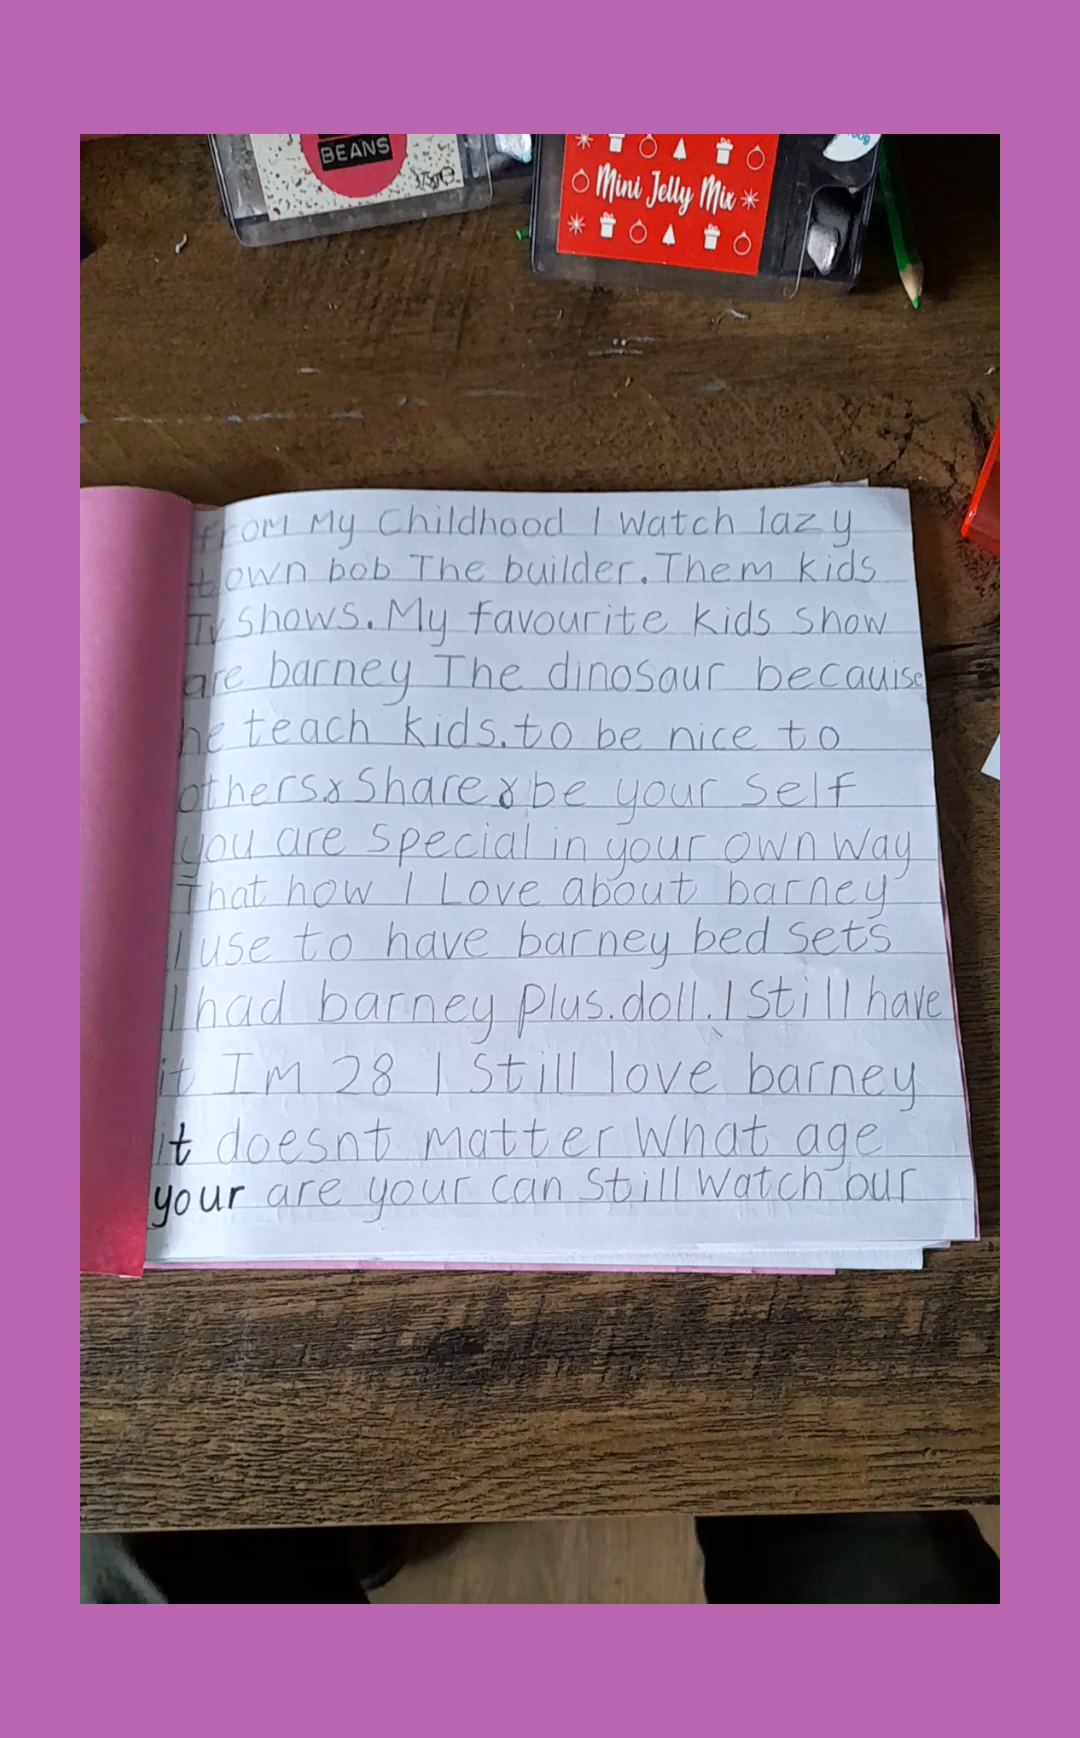 BEANS
375g℮
Mini Jelly Mix
from My Childhood I watch lazy
town bob The builder. Them kids
Tv shows. My favourite kids show
are barney The dinosaur becauise
he teach kids. to be nice to
others & share & be your self
you are special in your own way
That how I Love about barney
I use to have barney bed sets
I had barney plus. doll. I still have
it Im 28 I still love barney
it doesnt matter what age
your are your can still watch our